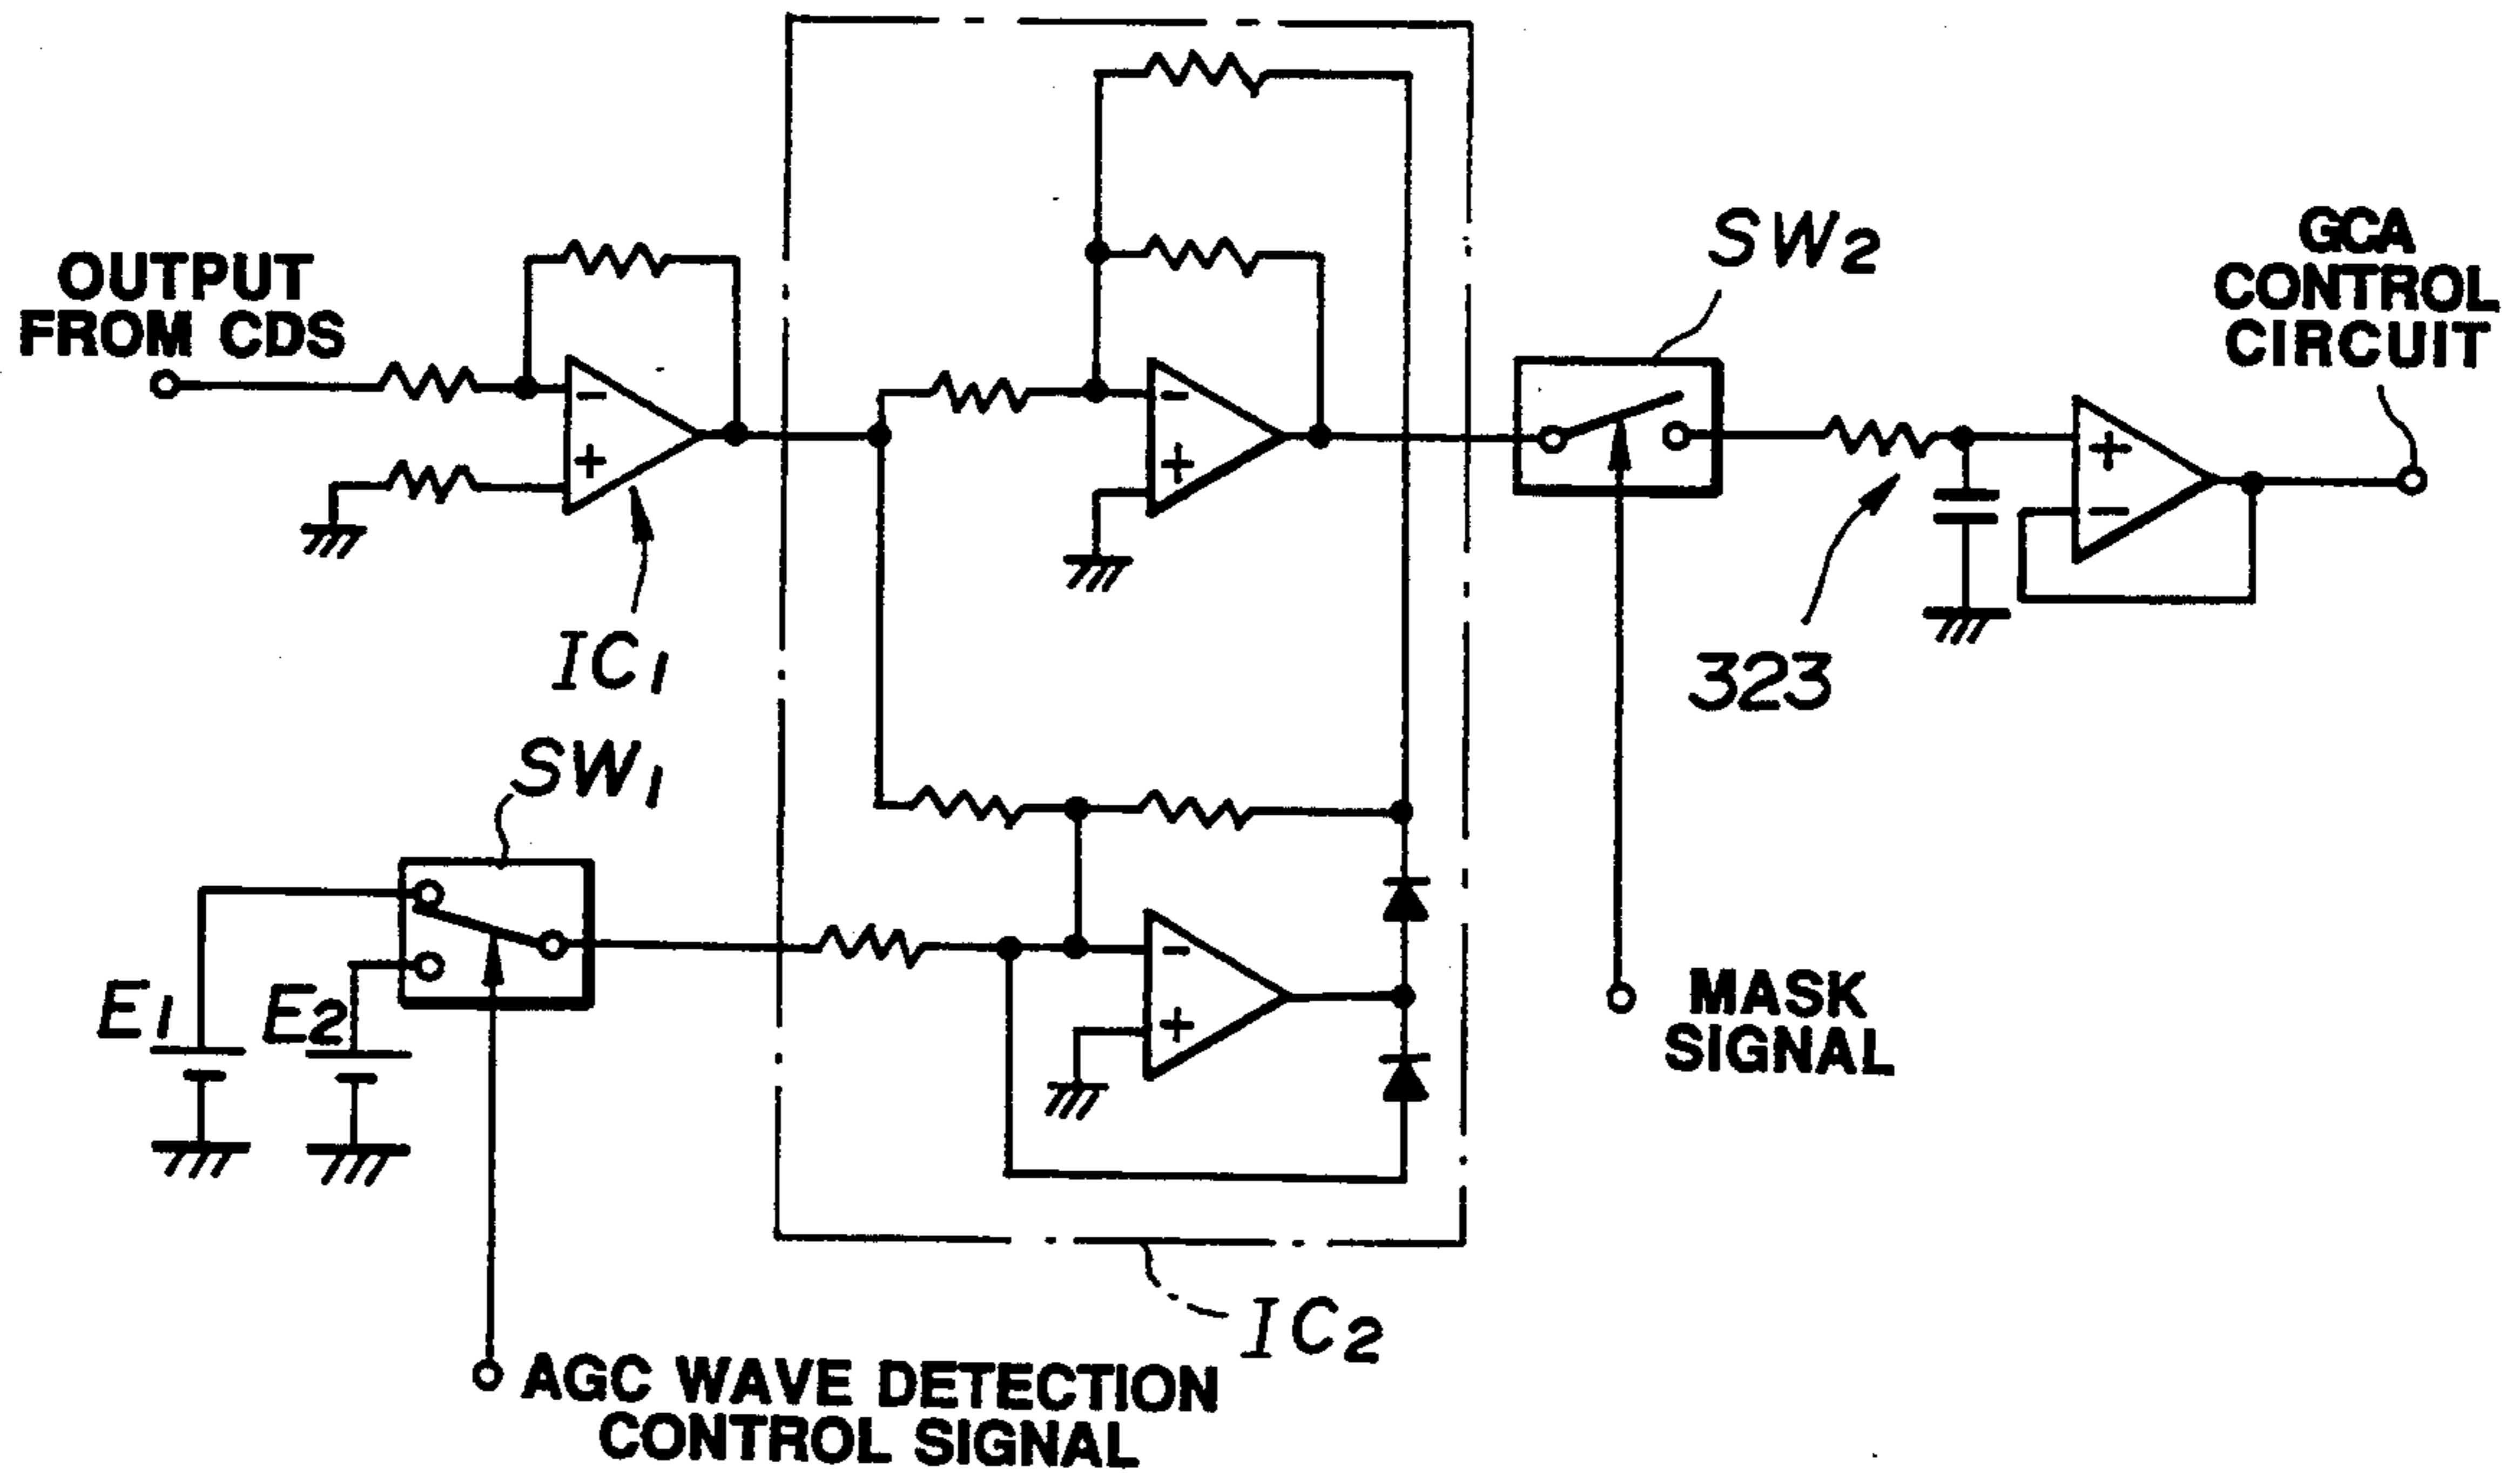 OUTPUT
FROM CDS
IC1
SW1
E1
E2
AGC WAVE DETECTION
CONTROL SIGNAL
IC2
SW2
323
MASK
SIGNAL
GCA
CONTROL
CIRCUIT
-
+
-
+
-
+
+
-